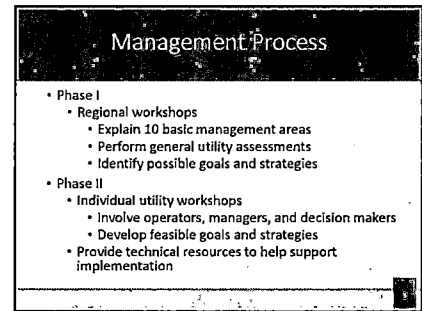 Management Process
• Phase I
• Regional workshops
• Explain 10 basic management areas
• Perform general utility assessments
• Identify possible goals and strategies
• Phase II
• Individual utility workshops
• Involve operators, managers, and decision makers
• Develop feasible goals and strategies
• Provide technical resources to help support
implementation